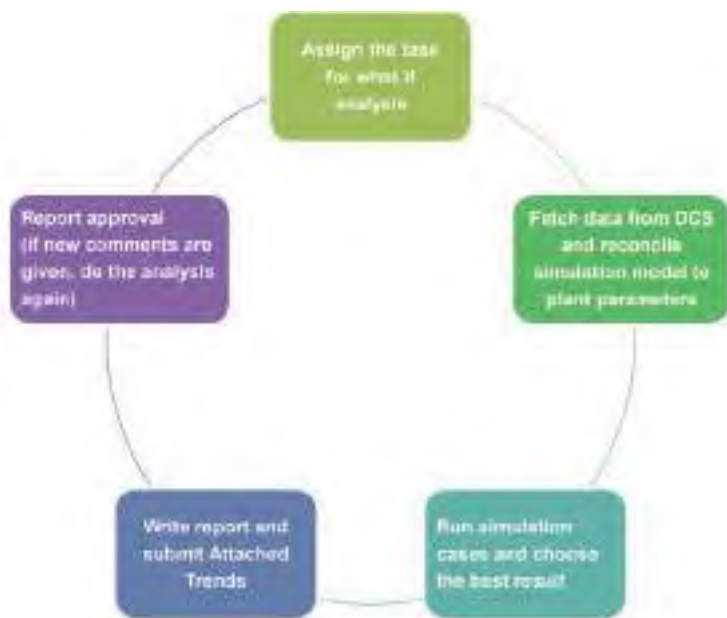 Assign the task
for what if
analysis
Fetch data from DCS
and reconcile
simulation model to
plant parameters
Run simulation
cases and choose
the best result
Write report and
submit Attached
Trends
Report approval
(if new comments are
given, do the analysis
again)